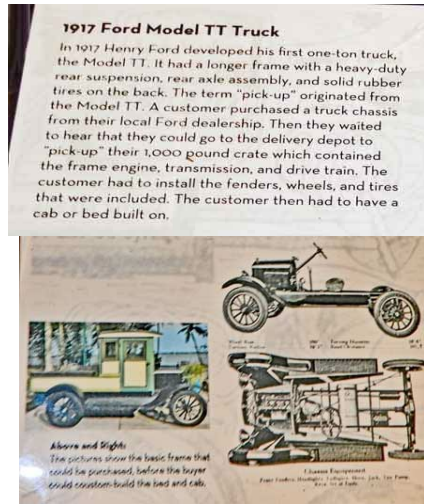 1917 Ford Model TT Truck
In 1917 Henry Ford developed his first one-ton truck,
the Model TT. It had a longer frame with a heavy-duty
rear suspension, rear axle assembly, and solid rubber
tires on the back. The term "pick-up" originated from
the Model TT. A customer purchased a truck chassis
from their local Ford dealership. Then they waited
to hear that they could go to the delivery depot to
"pick-up" their 1,000 pound crate which contained
the frame engine, transmission, and drive train. The
customer had to install the fenders, wheels, and tires
that were included. The customer then had to have a
cab or bed built on.
Above and Right:
The pictures show the basic frame that
could be purchased, before the buyer
could custom-build the bed and cab.
Chassis Equipment